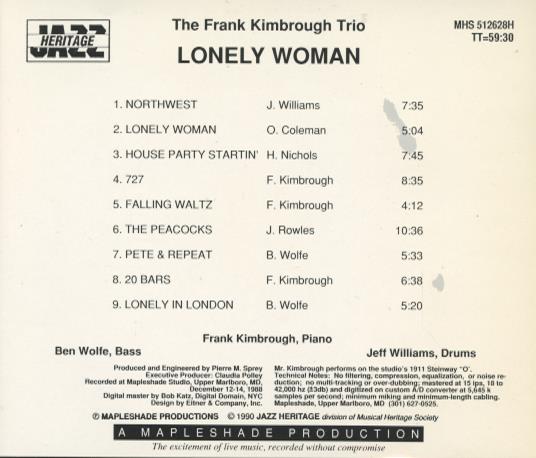 JAZZ
HERITAGE
The Frank Kimbrough Trio
LONELY WOMAN
MHS 512628H
TT=59:30
1. NORTHWEST J. Williams 7:35
2. LONELY WOMAN O. Coleman 5:04
3. HOUSE PARTY STARTIN' H. Nichols 7:45
4. 727 F. Kimbrough 8:35
5. FALLING WALTZ F. Kimbrough 4:12
6. THE PEACOCKS J. Rowles 10:36
7. PETE & REPEAT B. Wolfe 5:33
8. 20 BARS F. Kimbrough 6:38
9. LONELY IN LONDON B. Wolfe 5:20
Frank Kimbrough, Piano
Ben Wolfe, Bass
Jeff Williams, Drums
Produced and Engineered by Pierre M. Sprey
Executive Producer: Claudia Polley
Recorded at Mapleshade Studio, Upper Marlboro, MD,
December 12-14, 1988
Digital master by Bob Katz, Digital Domain, NYC
Design by Eitner & Company, Inc.
Mr. Kimbrough performs on the studio's 1911 Steinway "O".
Technical Notes: No filtering, compression, equalization, or noise re-
duction; no multi-tracking or over-dubbing; mastered at 15 ips, 18 to
42,000 hz (±3db) and digitized on custom A/D converter at 5,645 k
samples per second; minimum miking and minimum-length cabling.
Mapleshade, Upper Marlboro, MD (301) 627-0525.
℗ MAPLESHADE PRODUCTIONS © 1990 JAZZ HERITAGE division of Musical Heritage Society
A MAPLESHADE PRODUCTION
The excitement of live music, recorded without compromise